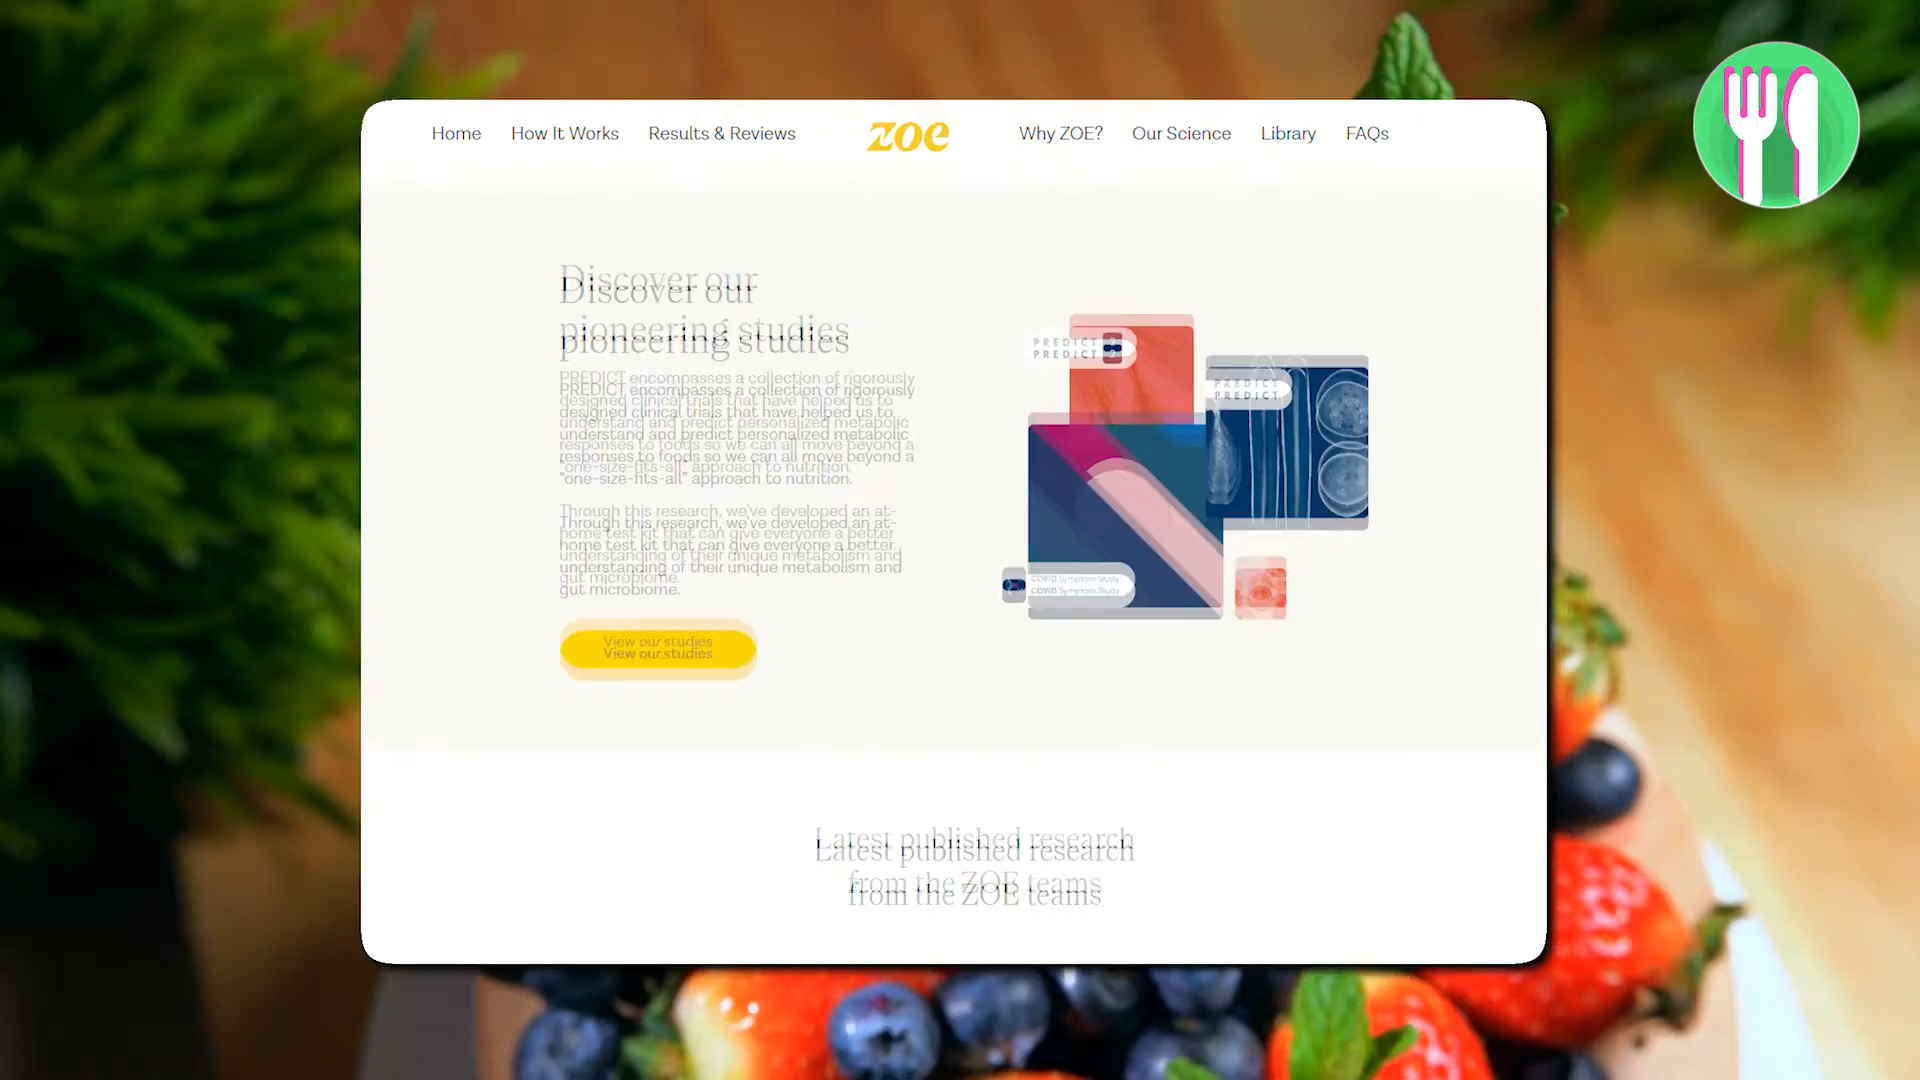 Home How It Works Results & Reviews zoe Why ZOE? Our Science Library FAQs
Discover our
pioneering studies
PREDICT encompasses a collection of rigorously
designed clinical trials that have helped us to
understand and predict personalized metabolic
responses to foods so we can all move beyond a
"one-size-fits-all" approach to nutrition.
Through this research, we've developed an at-
home test kit that can give everyone a better
understanding of their unique metabolism and
gut microbiome.
View our studies
PREDICT
PREDICT
COVID Symptom Study
Latest published research
from the ZOE teams